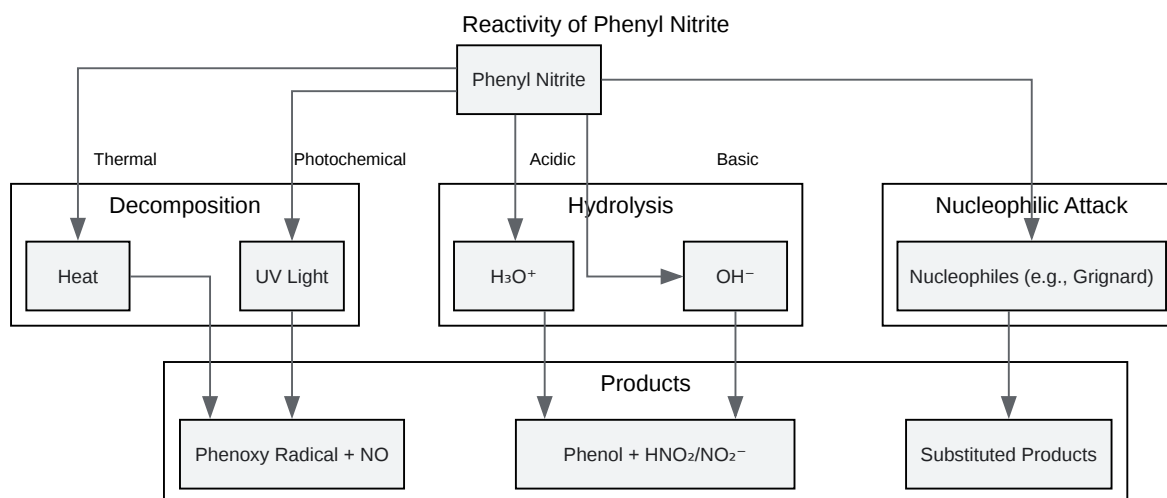 Reactivity of Phenyl Nitrite
Phenyl Nitrite
Thermal
Photochemical
Acidic
Basic
Decomposition
Hydrolysis
Nucleophilic Attack
Heat
UV Light
H₃O⁺
OH⁻
Nucleophiles (e.g., Grignard)
Products
Phenoxy Radical + NO
Phenol + HNO₂/NO₂⁻
Substituted Products